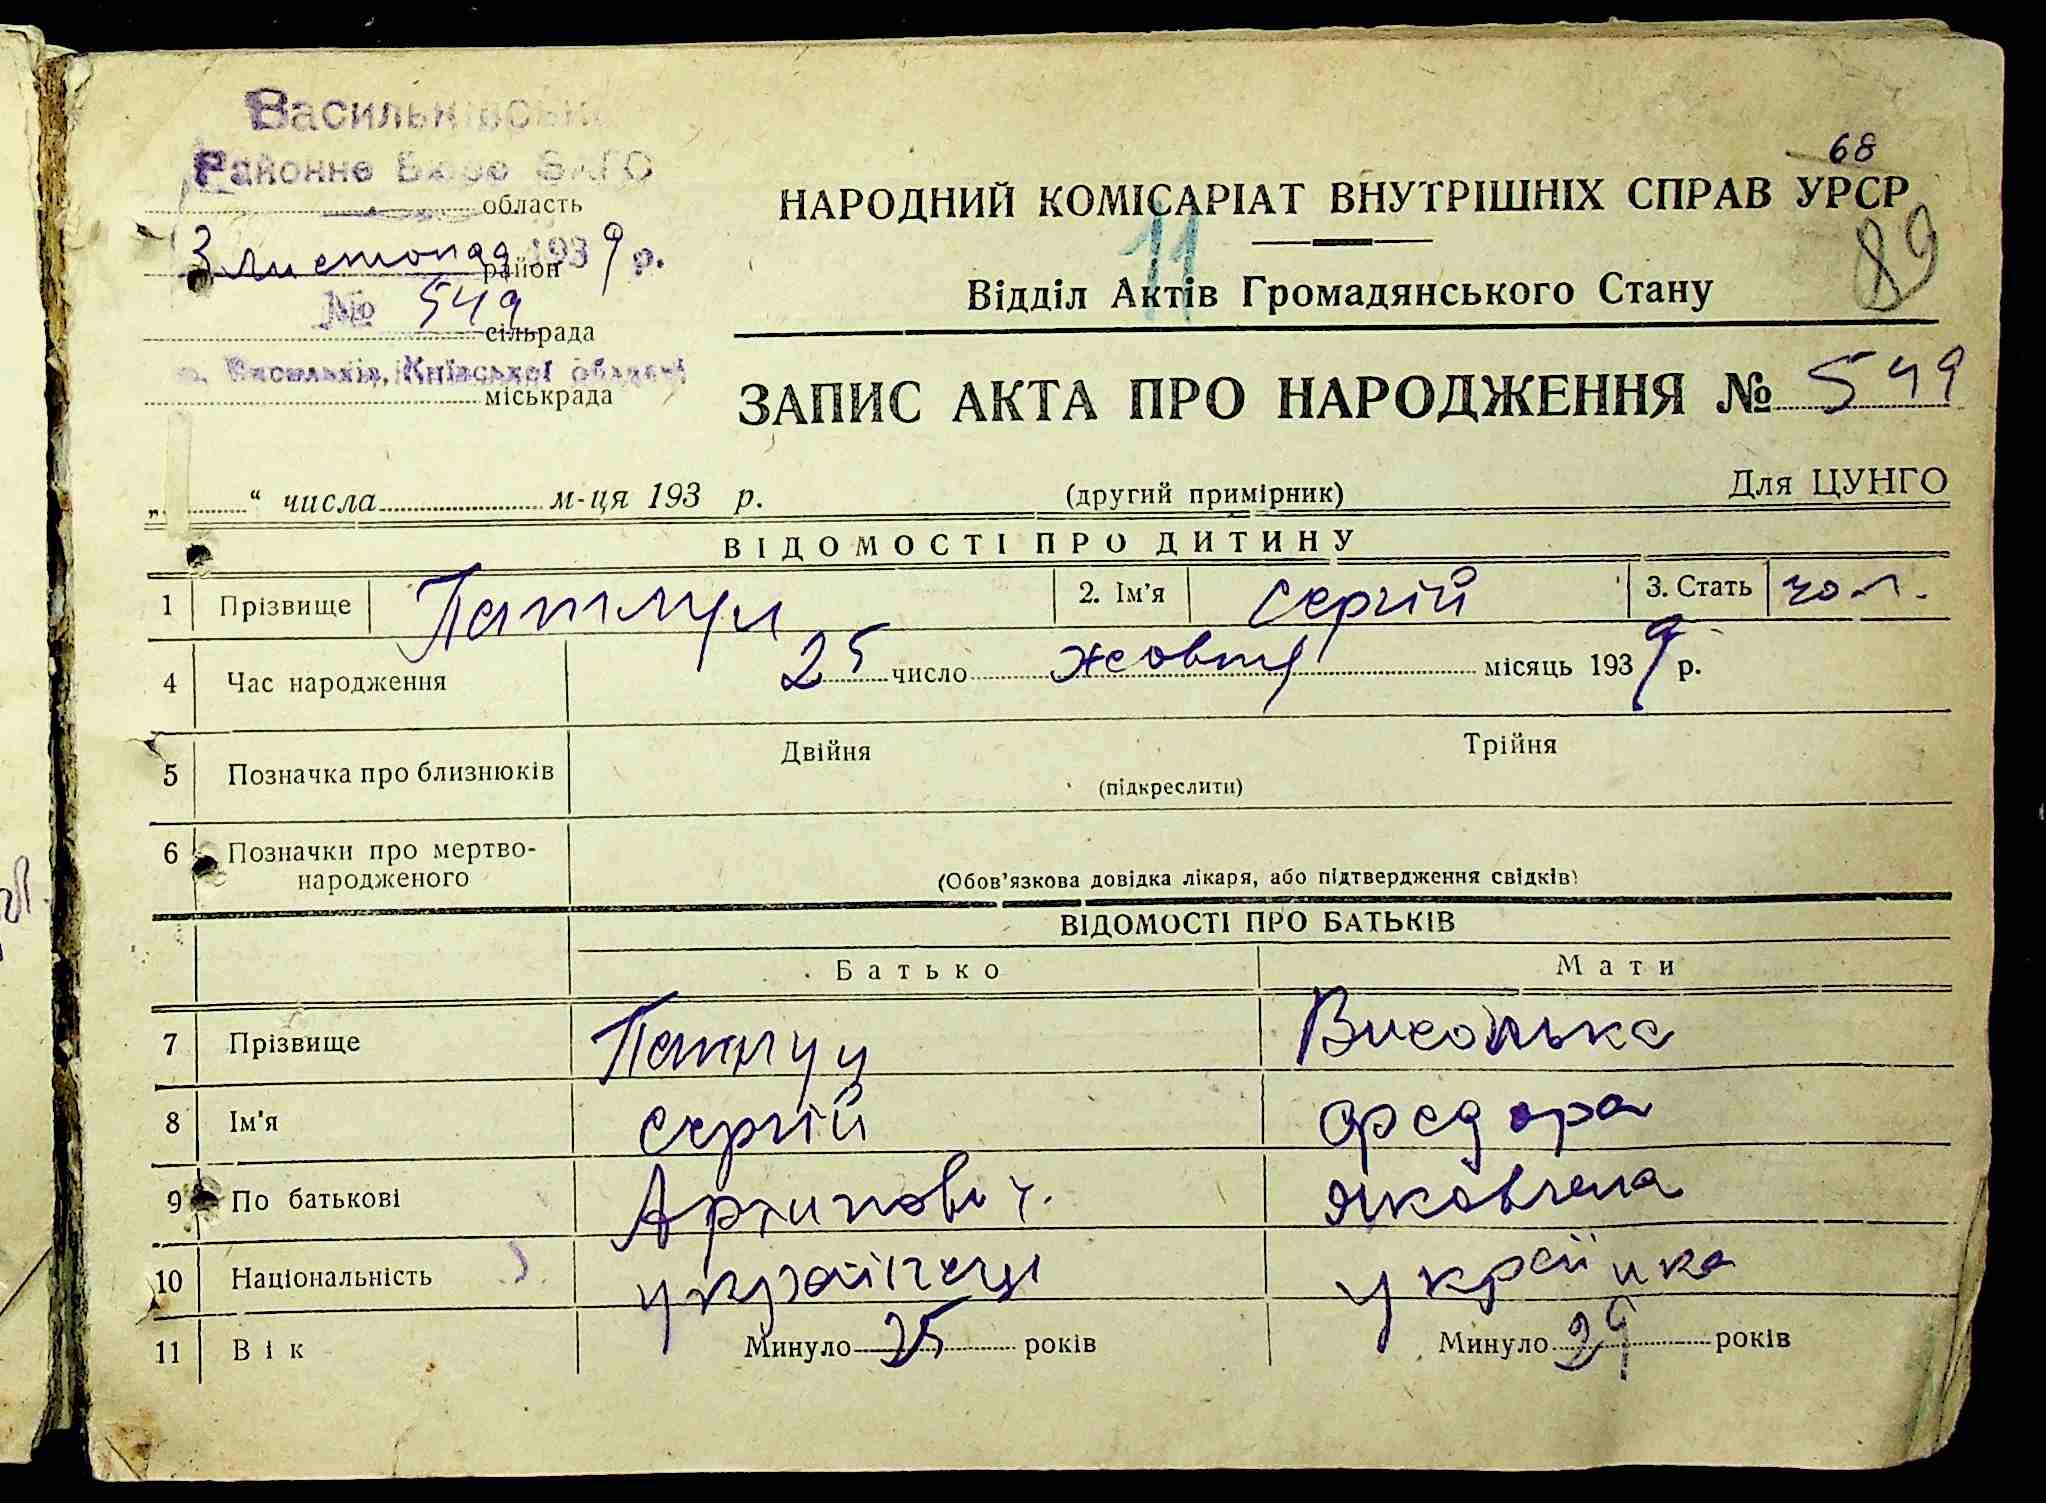 Васильківське
Районне Бюро ЗАГС
68
область
НАРОДНИЙ КОМІСАРІАТ ВНУТРІШНІХ СПРАВ УРСР
3 листопад 1939 р.
район
11
89
Відділ Актів Громадянського Стану
№ 549
сільрада
м. Васильків, Київської області
міськрада
ЗАПИС АКТА ПРО НАРОДЖЕННЯ № 549
„ “ числа м-ця 193 р.
(другий примірник)
Для ЦУНГО
ВІДОМОСТІ ПРО ДИТИНУ
1 Прізвище 2. Ім'я Сергій 3. Стать чол.
4 Час народження 25 число жовтня місяць 1939 р.
5 Позначка про близнюків Двійня Трійня
(підкреслити)
6 Позначки про мертво-
народженого
(Обов'язкова довідка лікаря, або підтвердження свідків)
ВІДОМОСТІ ПРО БАТЬКІВ
Батько Мати
7 Прізвище
8 Ім'я Сергій Федора
9 По батькові Архипович. Яковлена
10 Національність українець українка
11 Вік Минуло років Минуло років